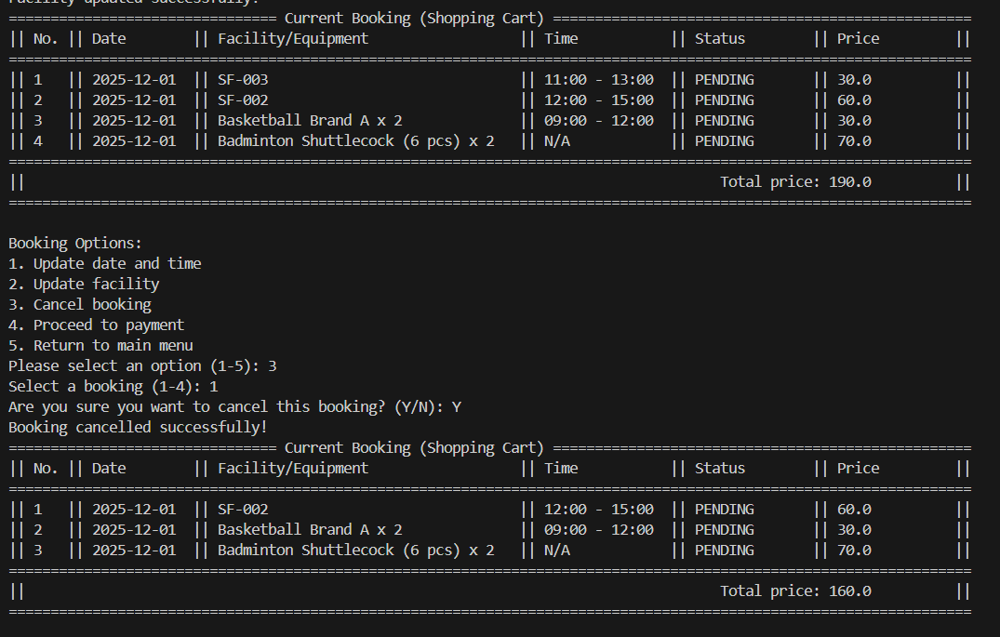 Facility updated successfully!
================================ Current Booking (Shopping Cart) ==================================================
|| No. || Date        || Facility/Equipment                  || Time            || Status        || Price         ||
===================================================================================================================
|| 1   || 2025-12-01  || SF-003                              || 11:00 - 13:00  || PENDING       || 30.0          ||
|| 2   || 2025-12-01  || SF-002                              || 12:00 - 15:00  || PENDING       || 60.0          ||
|| 3   || 2025-12-01  || Basketball Brand A x 2              || 09:00 - 12:00  || PENDING       || 30.0          ||
|| 4   || 2025-12-01  || Badminton Shuttlecock (6 pcs) x 2   || N/A            || PENDING       || 70.0          ||
===================================================================================================================
||                                                                                   Total price: 190.0          ||
===================================================================================================================
Booking Options:
1. Update date and time
2. Update facility
3. Cancel booking
4. Proceed to payment
5. Return to main menu
Please select an option (1-5): 3
Select a booking (1-4): 1
Are you sure you want to cancel this booking? (Y/N): Y
Booking cancelled successfully!
================================ Current Booking (Shopping Cart) ==================================================
|| No. || Date        || Facility/Equipment                  || Time            || Status        || Price         ||
===================================================================================================================
|| 1   || 2025-12-01  || SF-002                              || 12:00 - 15:00  || PENDING       || 60.0          ||
|| 2   || 2025-12-01  || Basketball Brand A x 2              || 09:00 - 12:00  || PENDING       || 30.0          ||
|| 3   || 2025-12-01  || Badminton Shuttlecock (6 pcs) x 2   || N/A            || PENDING       || 70.0          ||
===================================================================================================================
||                                                                                   Total price: 160.0          ||
===================================================================================================================